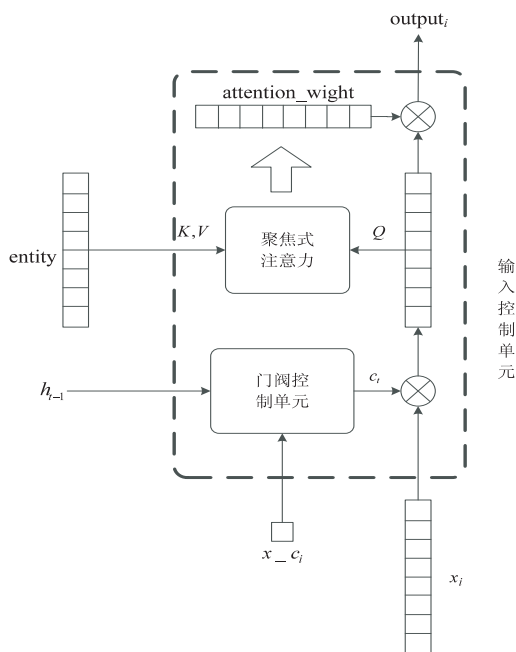 output_i
attention_wight
entity
K,V
聚焦式
注意力
Q
输入控制单元
h_{t-1}
门阀控
制单元
c_t
x_c_i
x_i